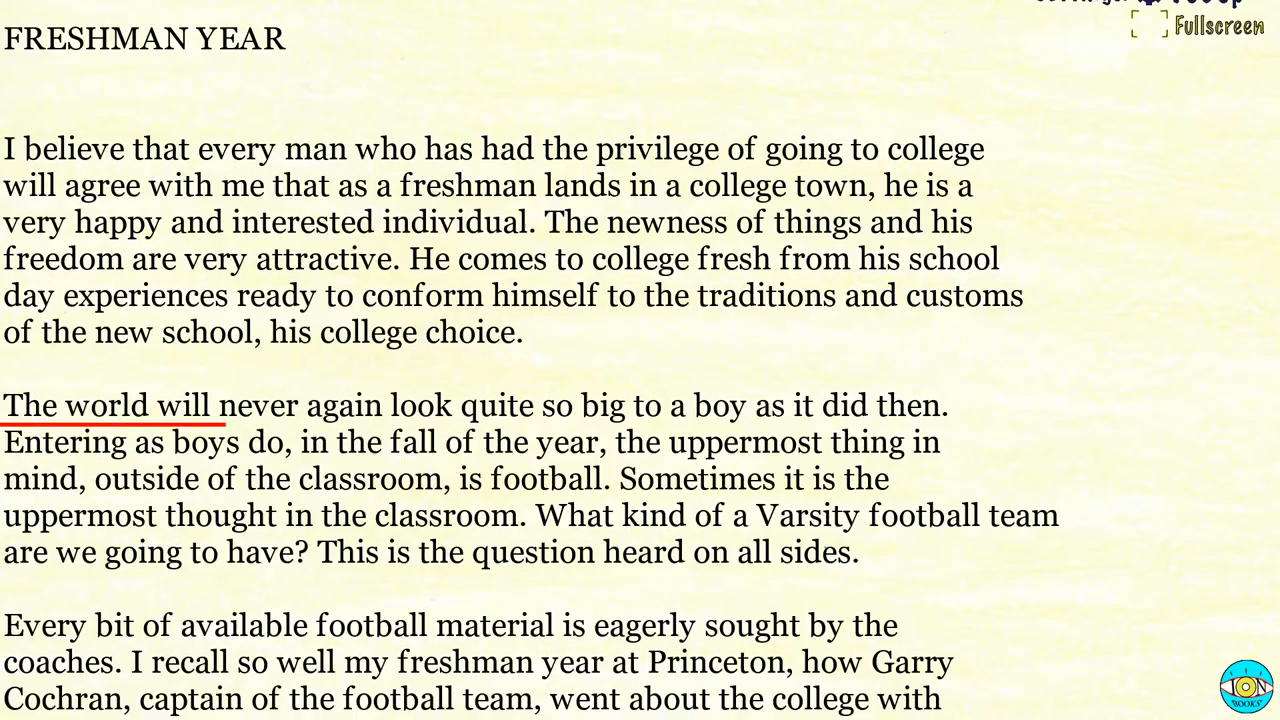 Fullscreen
FRESHMAN YEAR
I believe that every man who has had the privilege of going to college
will agree with me that as a freshman lands in a college town, he is a
very happy and interested individual. The newness of things and his
freedom are very attractive. He comes to college fresh from his school
day experiences ready to conform himself to the traditions and customs
of the new school, his college choice.
The world will never again look quite so big to a boy as it did then.
Entering as boys do, in the fall of the year, the uppermost thing in
mind, outside of the classroom, is football. Sometimes it is the
uppermost thought in the classroom. What kind of a Varsity football team
are we going to have? This is the question heard on all sides.
Every bit of available football material is eagerly sought by the
coaches. I recall so well my freshman year at Princeton, how Garry
Cochran, captain of the football team, went about the college with
ION
BOOKS